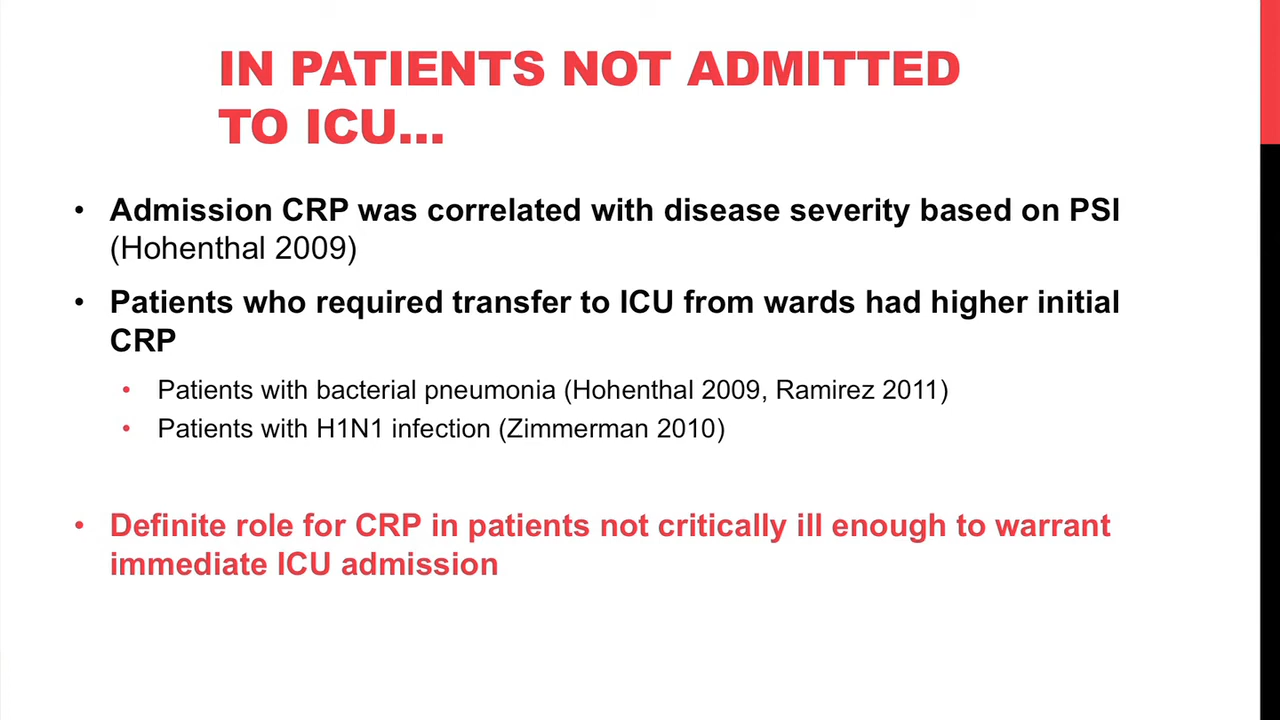 IN PATIENTS NOT ADMITTED
TO ICU...
• Admission CRP was correlated with disease severity based on PSI
(Hohenthal 2009)
• Patients who required transfer to ICU from wards had higher initial
CRP
• Patients with bacterial pneumonia (Hohenthal 2009, Ramirez 2011)
• Patients with H1N1 infection (Zimmerman 2010)
• Definite role for CRP in patients not critically ill enough to warrant
immediate ICU admission